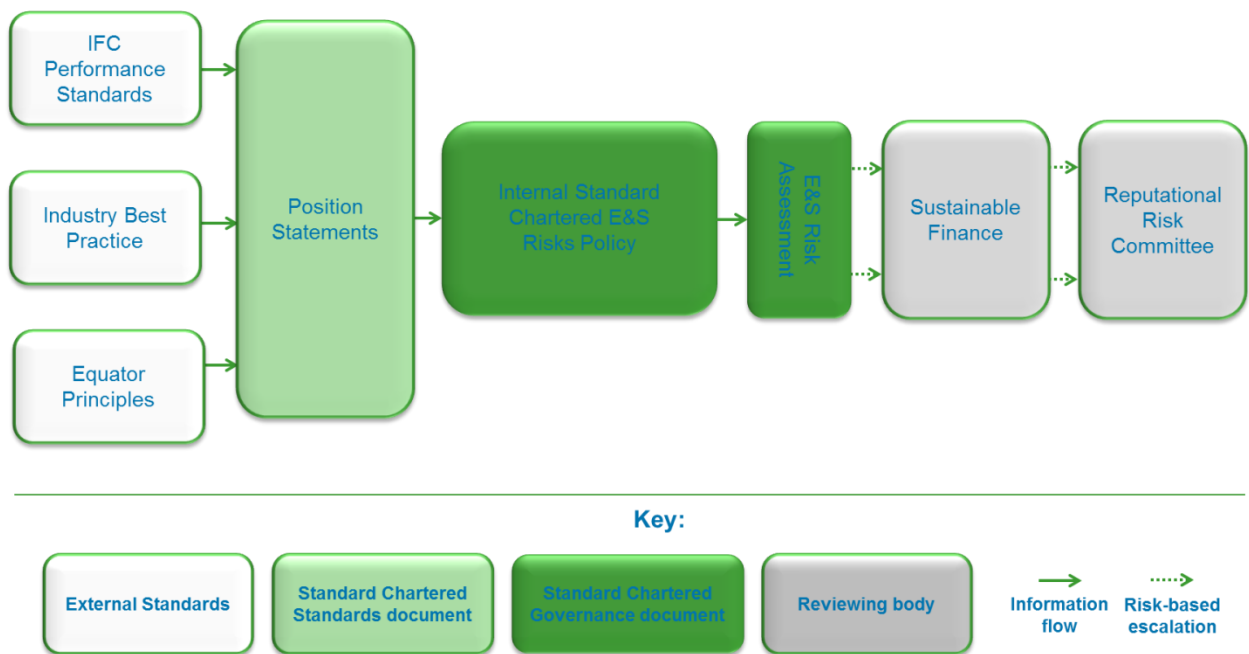 IFC
Performance
Standards
Industry Best
Practice
Equator
Principles
Position
Statements
Internal Standard
Chartered E&S
Risks Policy
E&S Risk
Assessment
Sustainable
Finance
Reputational
Risk
Committee
Key:
External Standards
Standard Chartered
Standards document
Standard Chartered
Governance document
Reviewing body
Information
flow
Risk-based
escalation